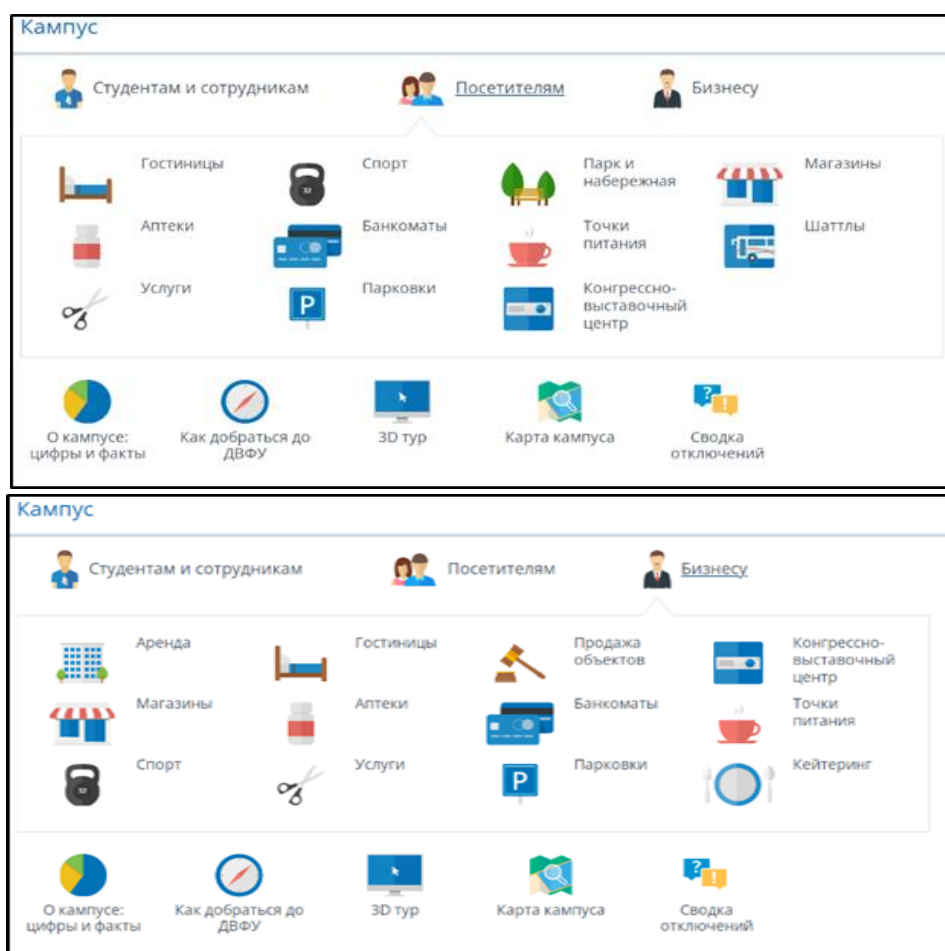 Кампус
Студентам и сотрудникам
Посетителям
Бизнесу
Гостиницы
Спорт
Парк и
набережная
Магазины
Аптеки
Банкоматы
Точки
питания
Шаттлы
Услуги
Парковки
P
Конгрессно-
выставочный
центр
О кампусе:
цифры и факты
Как добраться до
ДВФУ
3D тур
Карта кампуса
Сводка
отключений
Кампус
Студентам и сотрудникам
Посетителям
Бизнесу
Аренда
Гостиницы
Продажа
объектов
Конгрессно-
выставочный
центр
Магазины
Аптеки
Банкоматы
Точки
питания
32
Спорт
Услуги
P
Парковки
Кейтеринг
О кампусе:
цифры и факты
Как добраться до
ДВФУ
3D тур
Карта кампуса
Сводка
отключений